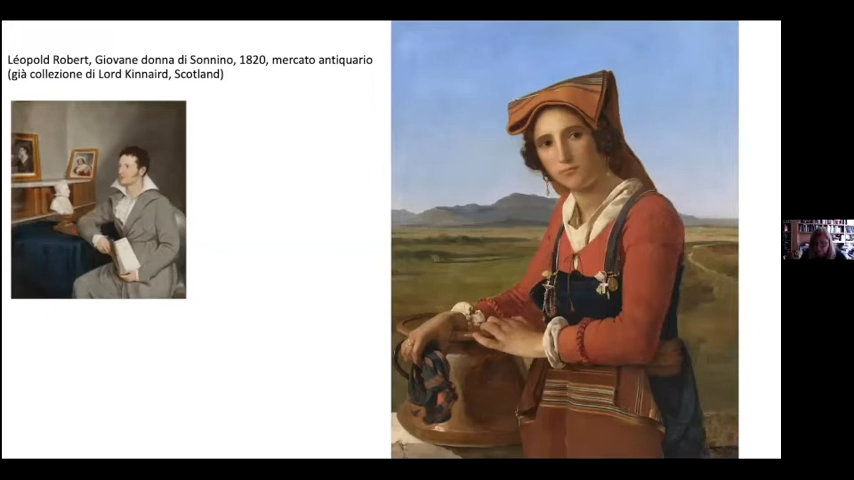 Léopold Robert, Giovane donna di Sonnino, 1820, mercato antiquario
(già collezione di Lord Kinnaird, Scotland)